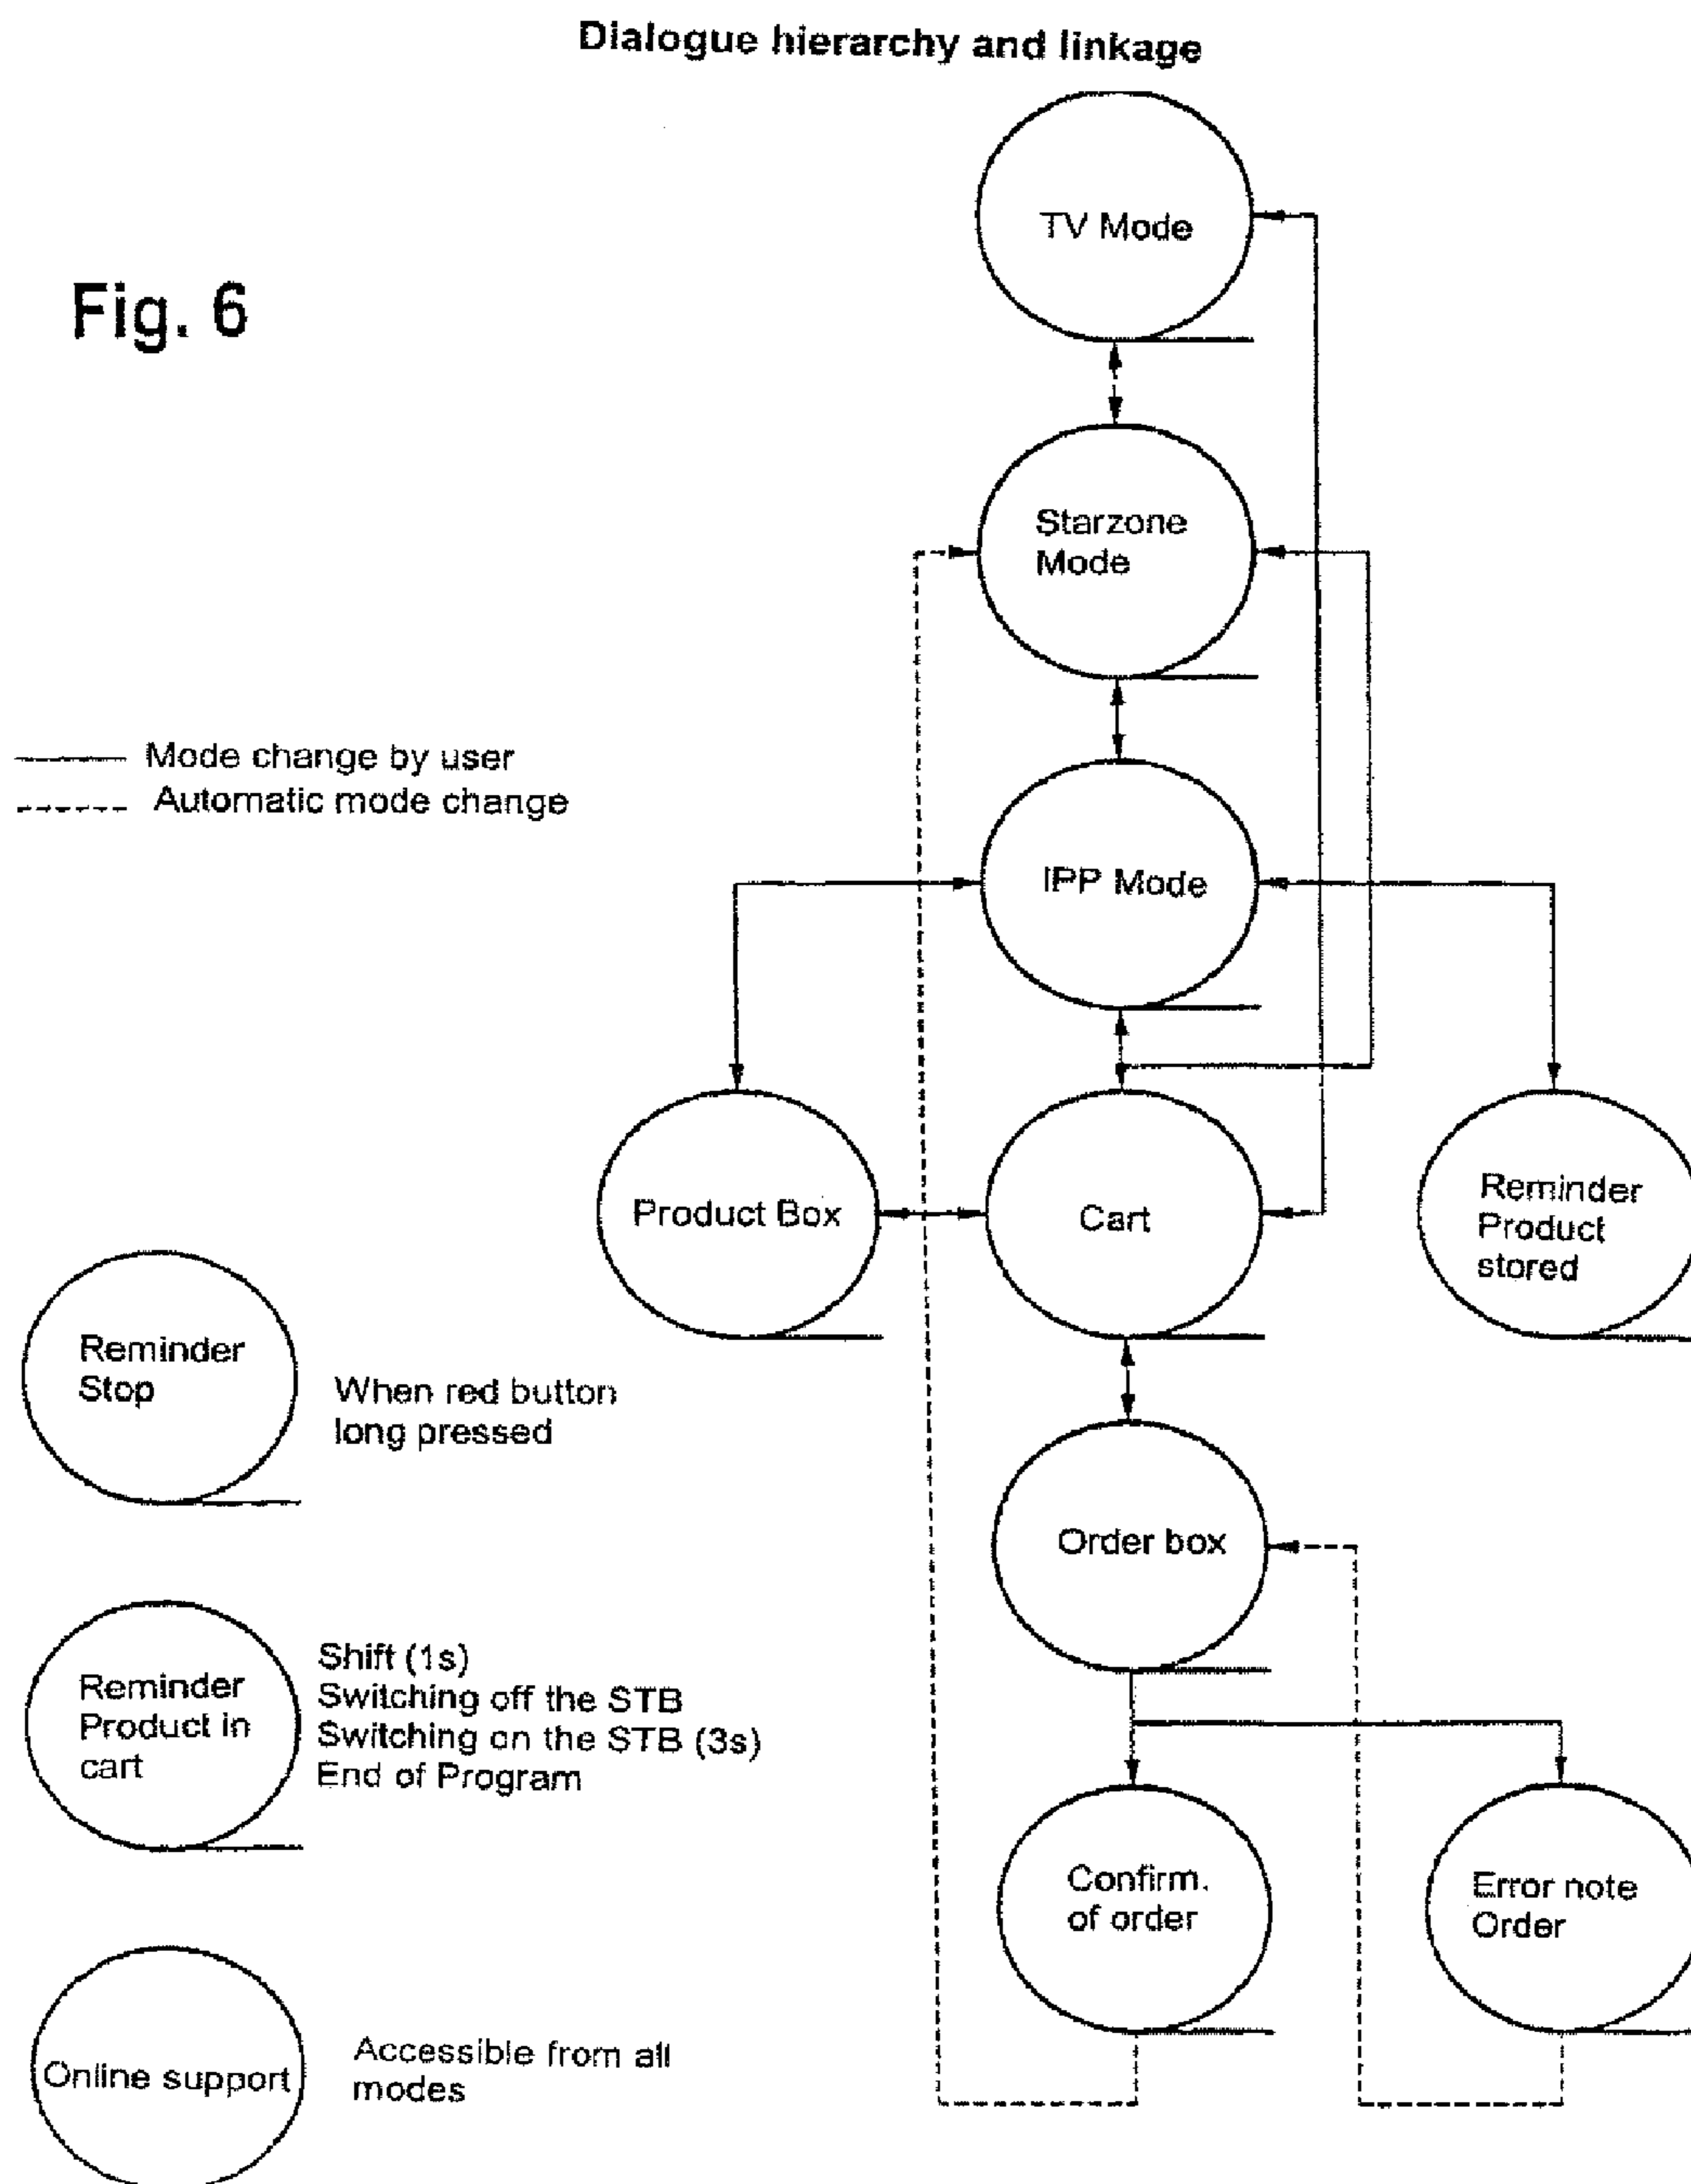 Dialogue hierarchy and linkage
Fig. 6
TV Mode
Starzone
Mode
Mode change by user
Automatic mode change
IPP Mode
Product Box
Cart
Reminder
Product
stored
Reminder
Stop
When red button
long pressed
Order box
Reminder
Product in
cart
Shift (1s)
Switching off the STB
Switching on the STB (3s)
End of Program
Confirm.
of order
Error note
Order
Online support
Accessible from all
modes